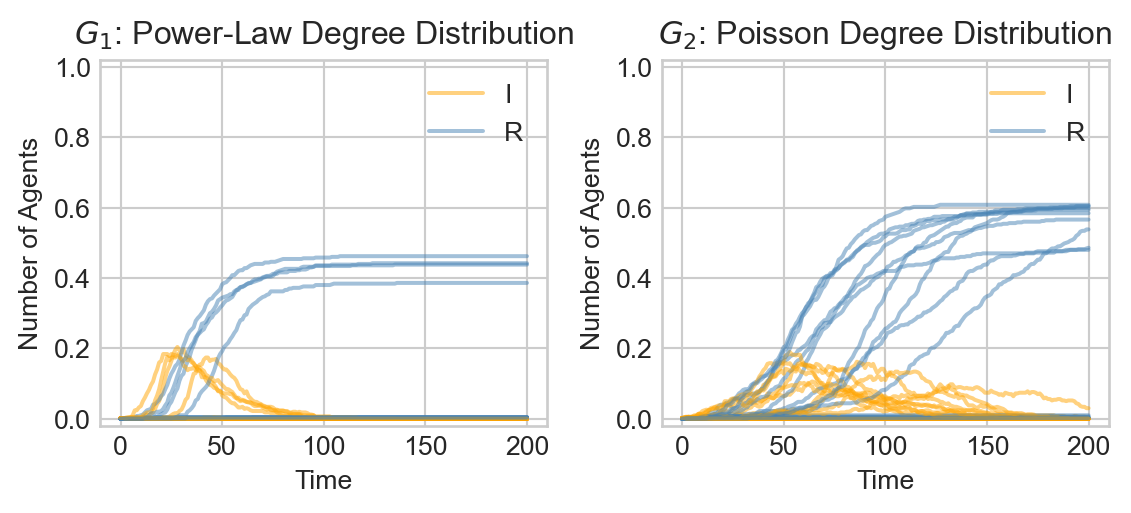 G₁: Power-Law Degree Distribution
Number of Agents
1.0
0.8
0.6
0.4
0.2
0.0
I
R
0 50 100 150 200
Time
G₂: Poisson Degree Distribution
Number of Agents
1.0
0.8
0.6
0.4
0.2
0.0
I
R
0 50 100 150 200
Time